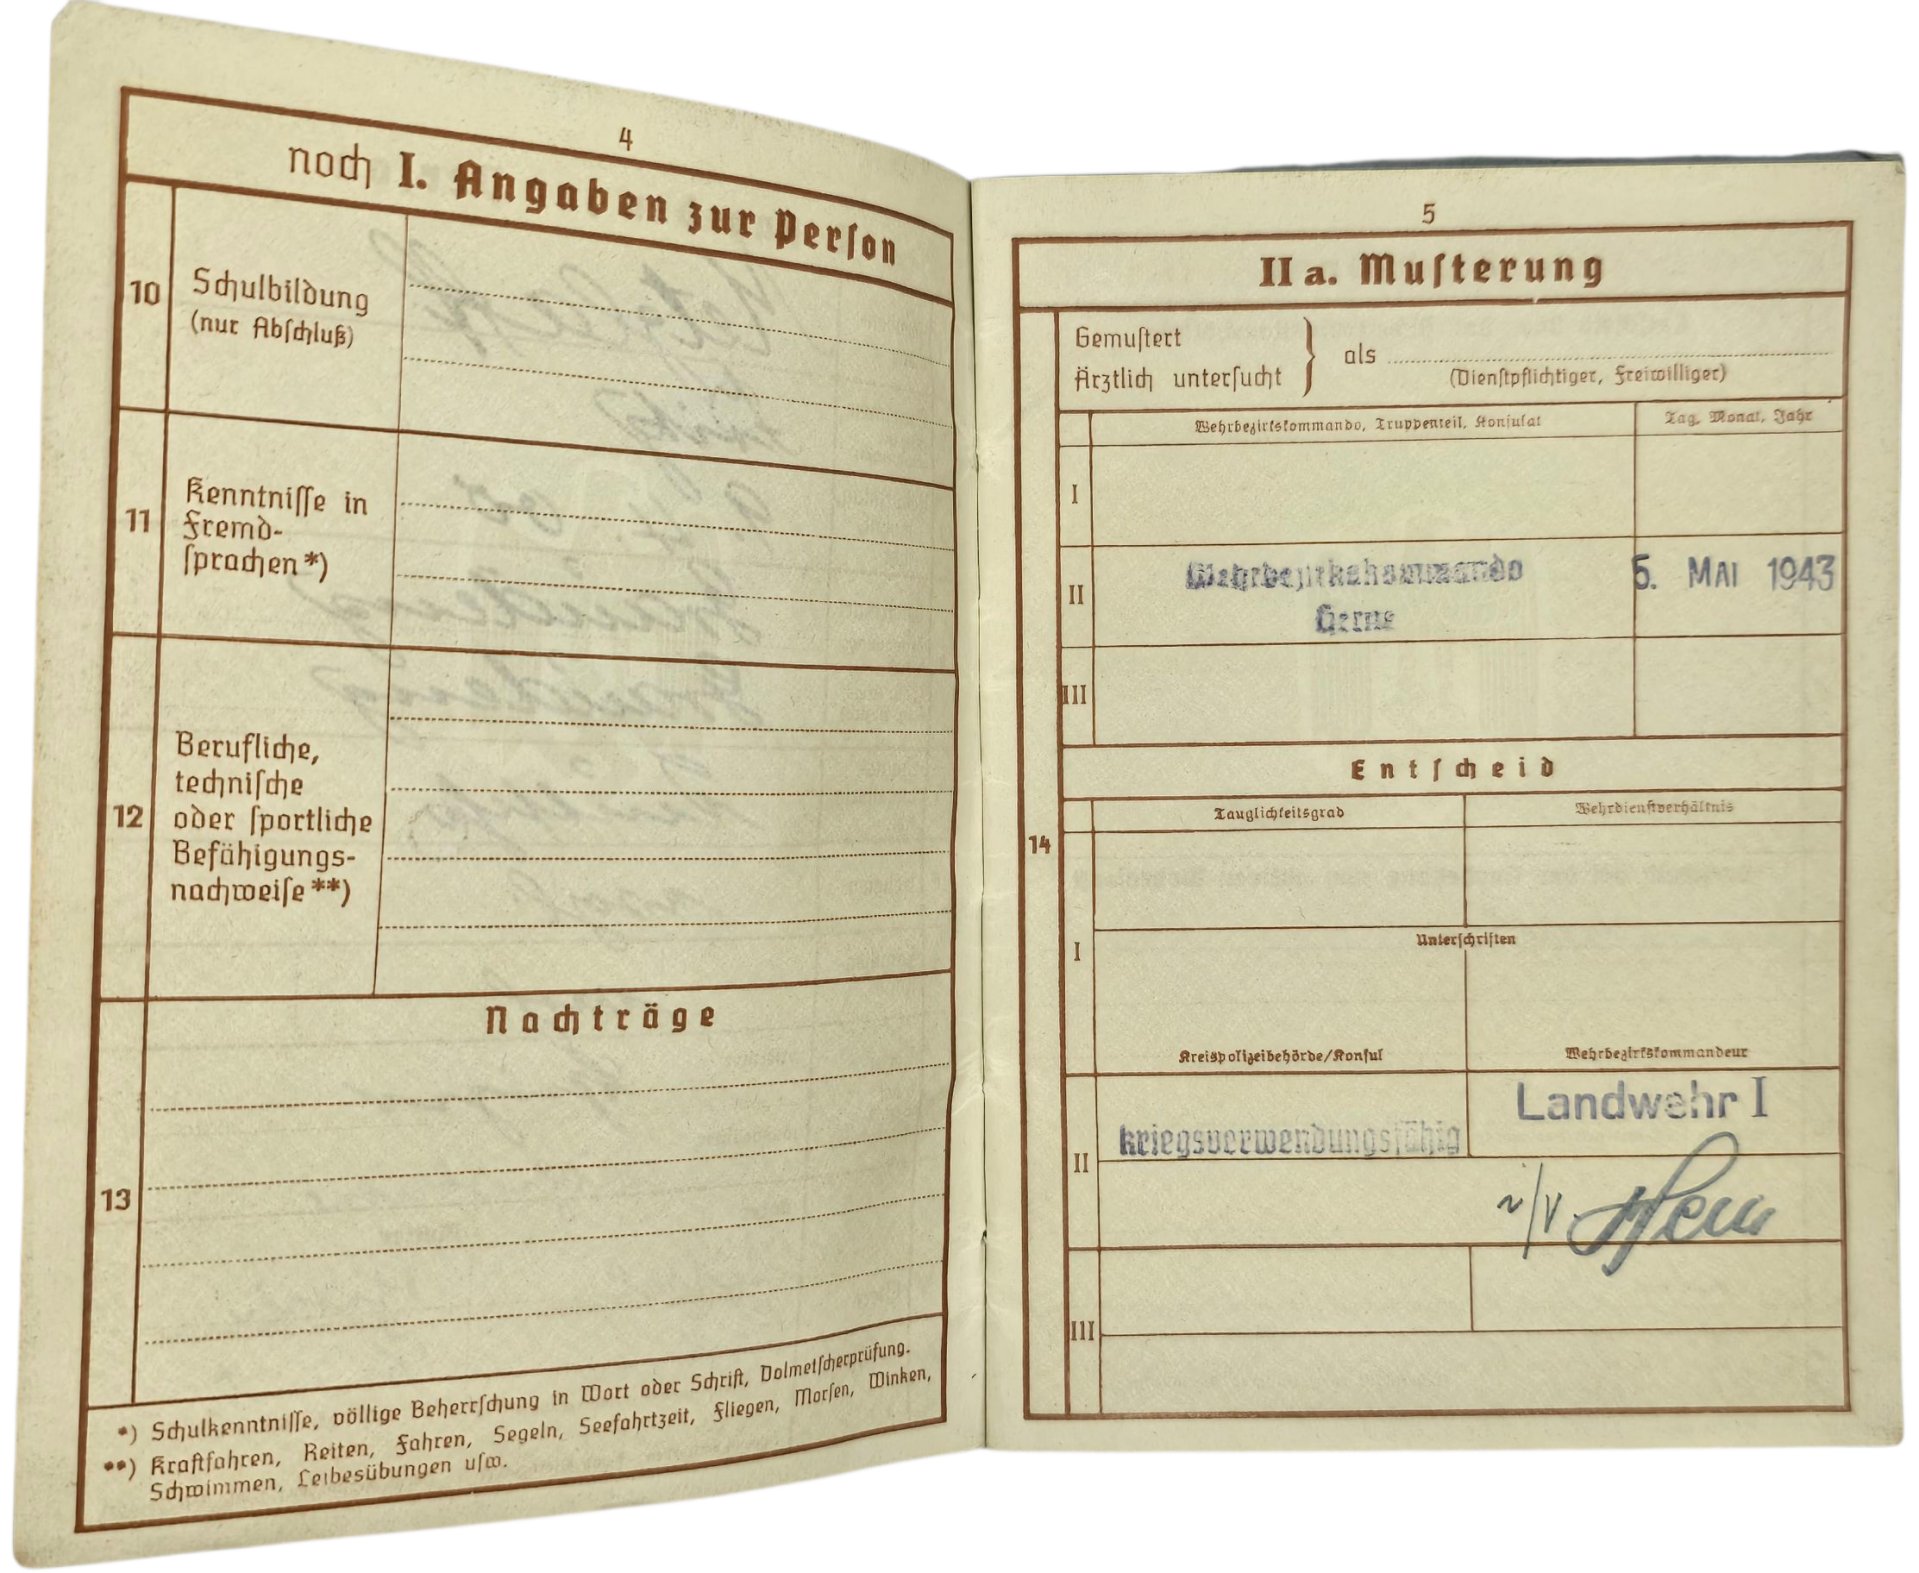 4
noch I. Angaben zur Perſon
10
Schulbildung
(nur Abſchluß)
11
Kenntniſſe in
Fremd-
ſprachen *)
12
Berufliche,
techniſche
oder ſportliche
Befähigungs-
nachweiſe **)
Nachträge
13
*) Schulkenntniſſe, völlige Beherrſchung in Wort oder Schrift, Dolmetſcherprüfung.
**) Kraftfahren, Reiten, Fahren, Segeln, Seefahrtzeit, Fliegen, Morſen, Winken,
Schwimmen, Leibesübungen uſw.
5
II a. Muſterung
Gemuſtert
Ärztlich unterſucht } als
(Dienſtpflichtiger, Freiwilliger)
Wehrbezirkskommando, Truppenteil, Konſulat
Tag, Monat, Jahr
I
II
Wehrbezirkskommando
Herne
5. MAI 1943
III
Entſcheid
14
Tauglichkeitsgrad
Wehrdienſtverhältnis
I
Unterſchriften
Kreispolizeibehörde/Konſul
Wehrbezirkskommandeur
II
kriegsverwendungsfähig
Landwehr I
III